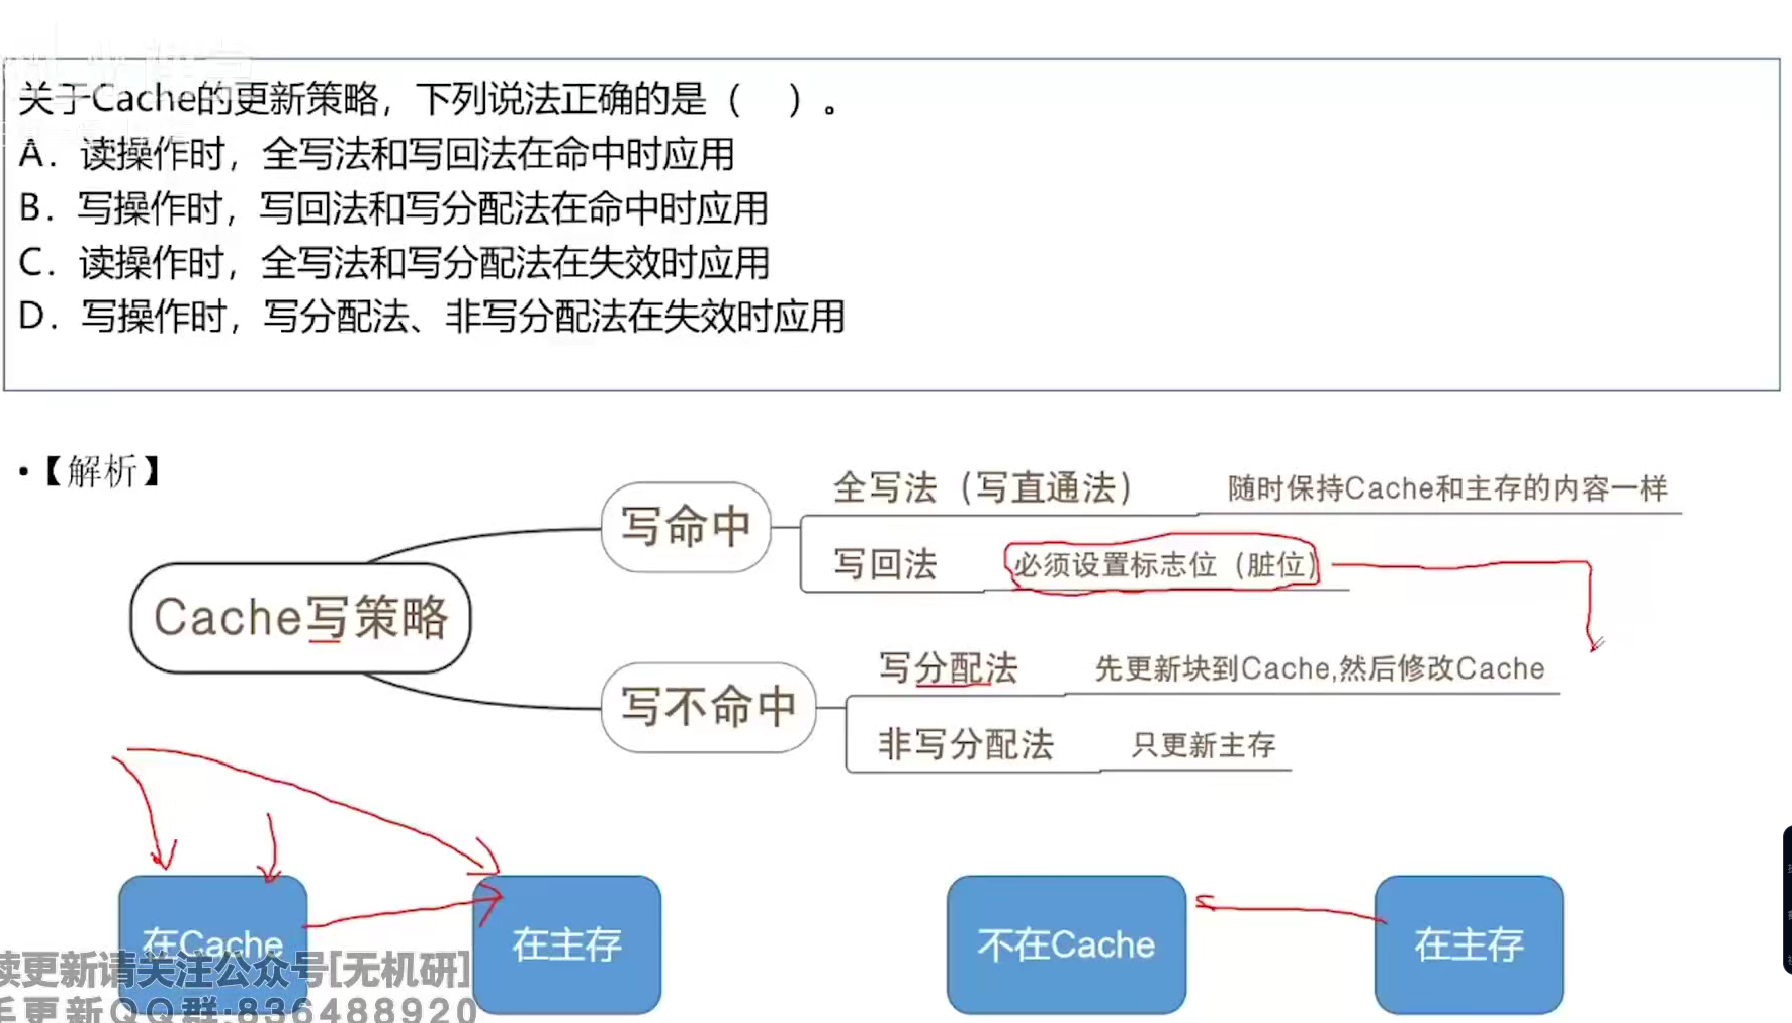 关于Cache的更新策略，下列说法正确的是（ ）。
A．读操作时，全写法和写回法在命中时应用
B．写操作时，写回法和写分配法在命中时应用
C．读操作时，全写法和写分配法在失效时应用
D．写操作时，写分配法、非写分配法在失效时应用
•【解析】
Cache写策略
写命中
全写法（写直通法） 随时保持Cache和主存的内容一样
写回法 必须设置标志位（脏位）
写不命中
写分配法 先更新块到Cache,然后修改Cache
非写分配法 只更新主存
在Cache 在主存 不在Cache 在主存
更新请关注公众号[无机研]
更新QQ群:836488920